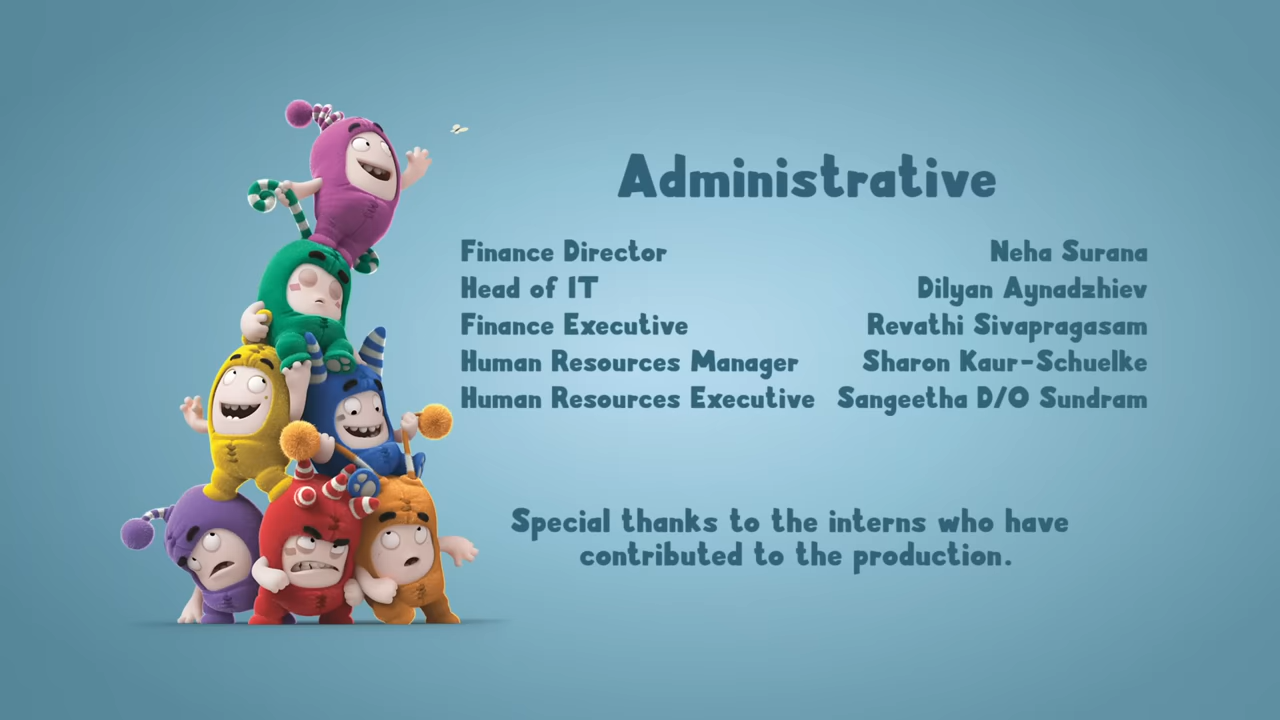 Administrative
Finance Director Neha Surana
Head of IT Dilyan Aynadzhiev
Finance Executive Revathi Sivapragasam
Human Resources Manager Sharon Kaur-Schuelke
Human Resources Executive Sangeetha D/O Sundram
Special thanks to the interns who have
contributed to the production.